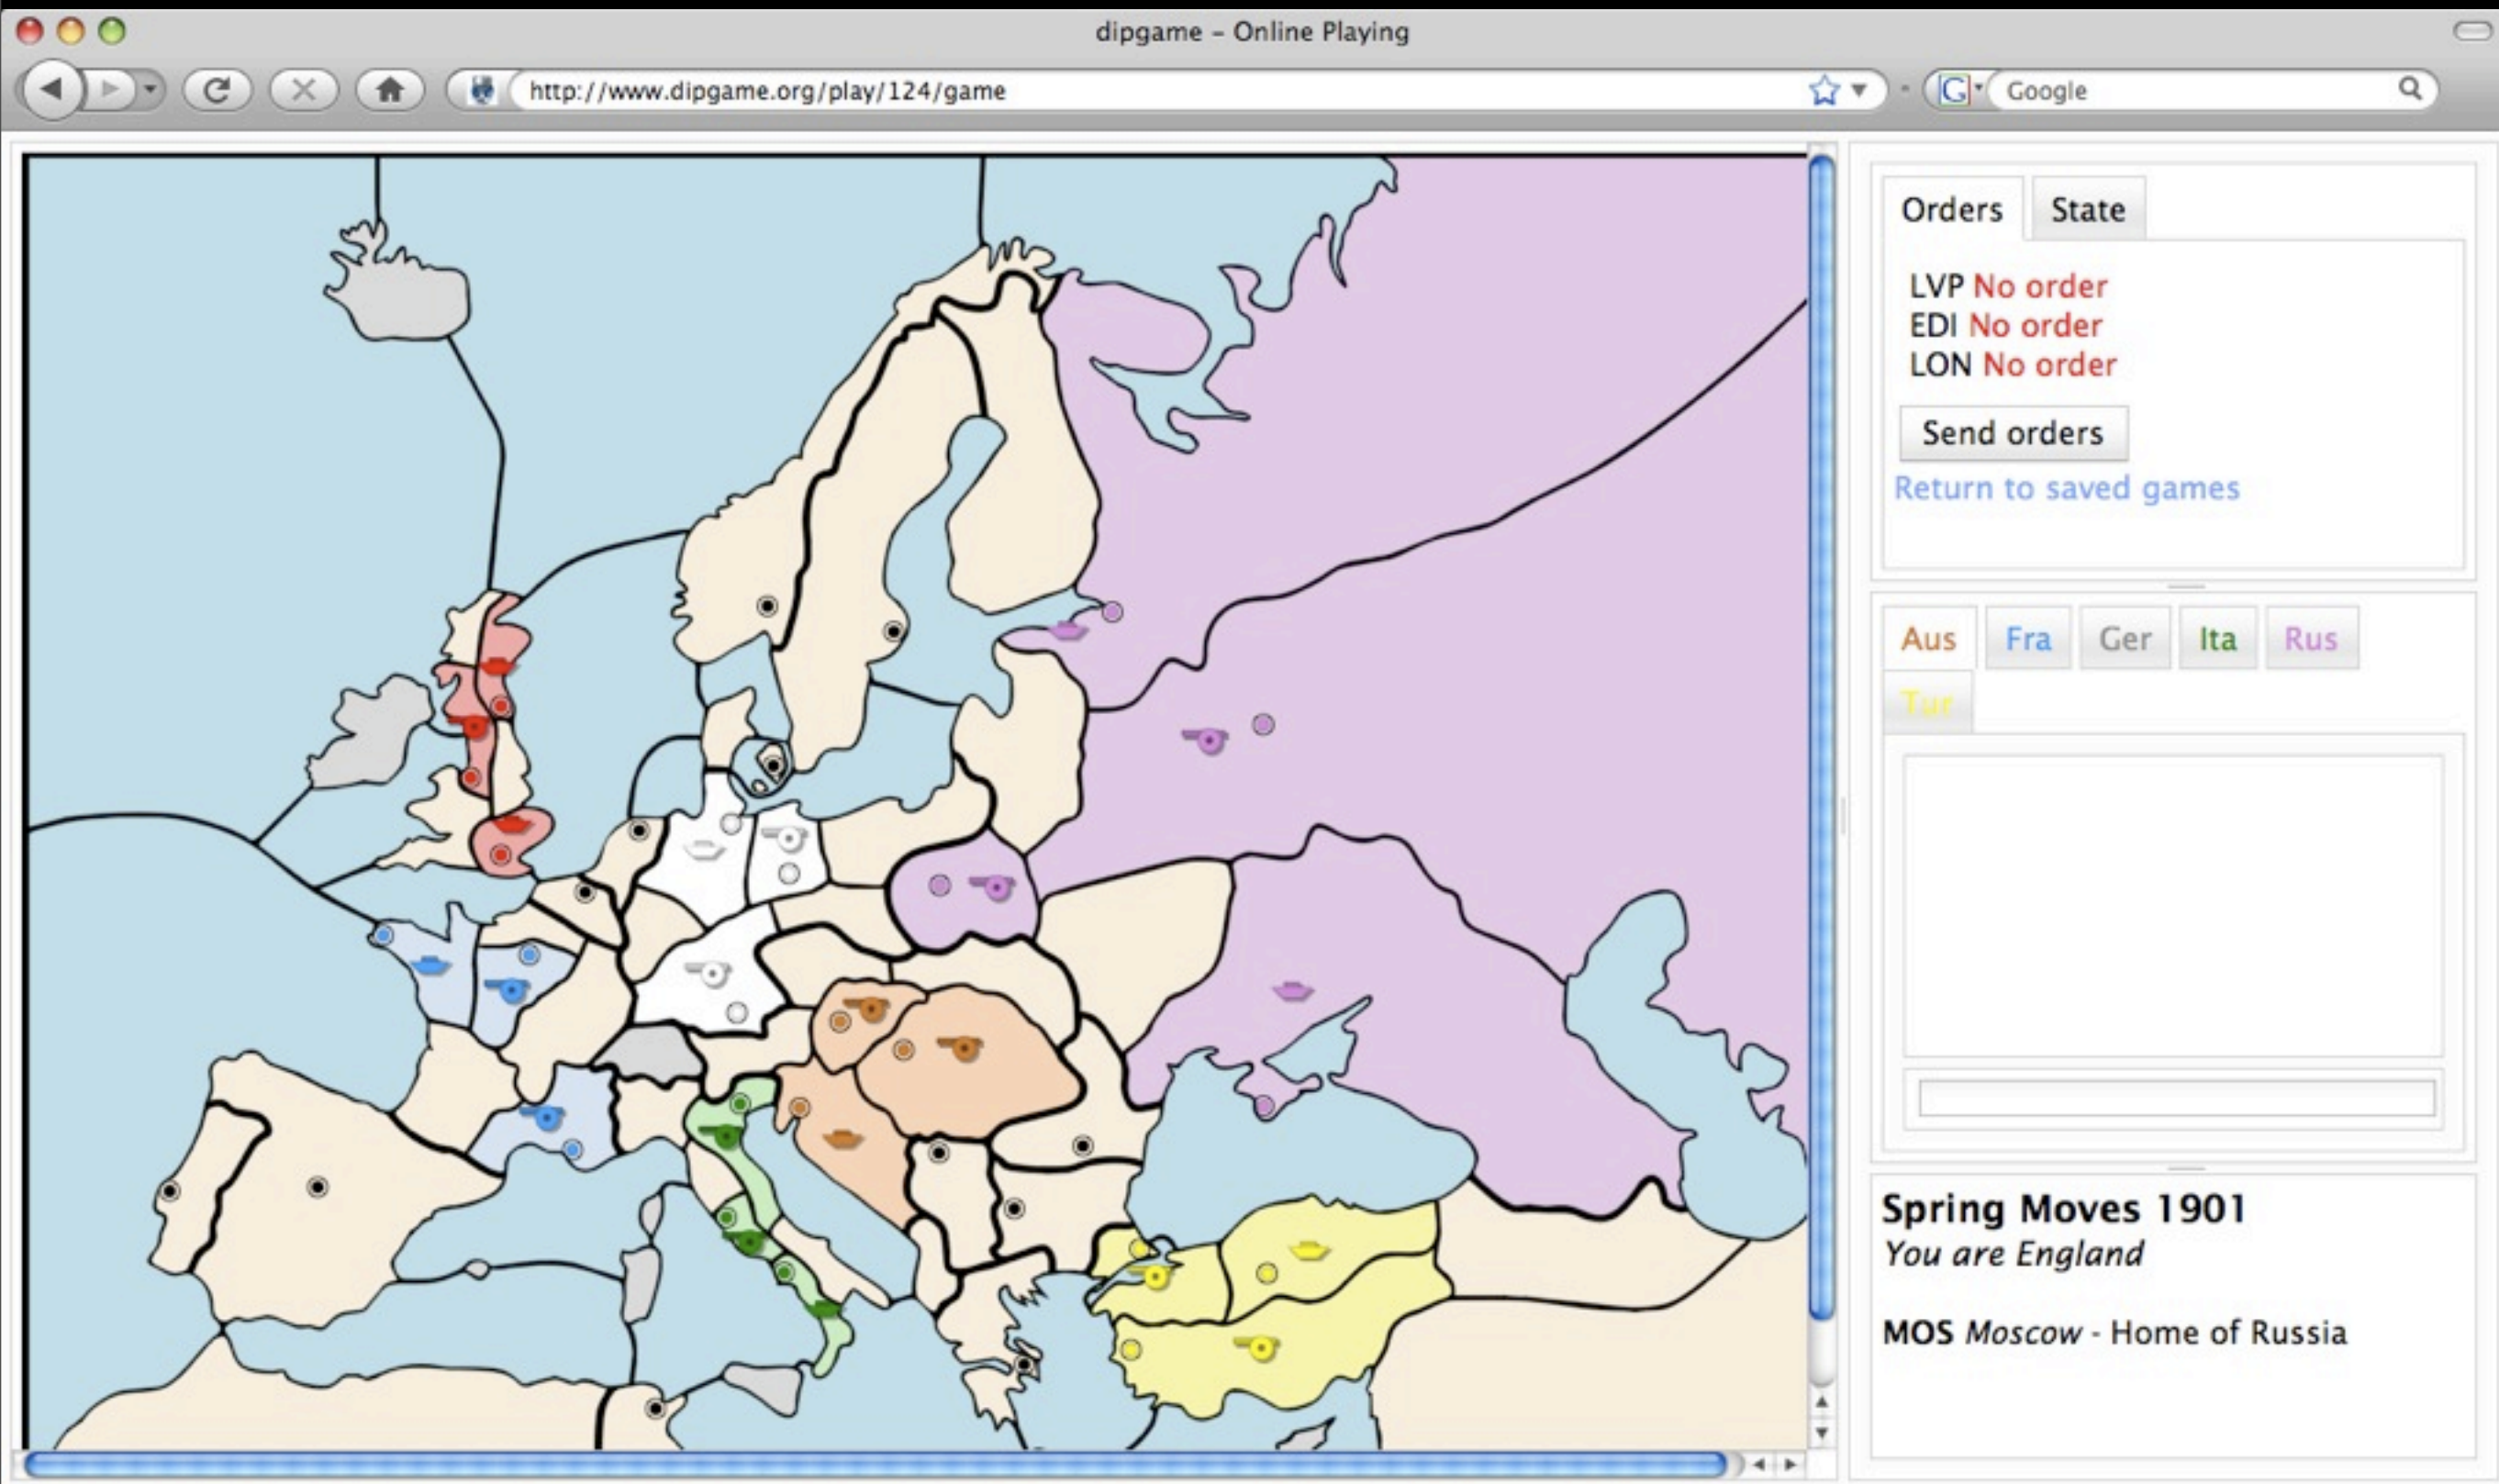 dipgame – Online Playing
http://www.dipgame.org/play/124/game
Google
Orders State
LVP No order
EDI No order
LON No order
Send orders
Return to saved games
Aus Fra Ger Ita Rus
Tur
Spring Moves 1901
You are England
MOS Moscow - Home of Russia